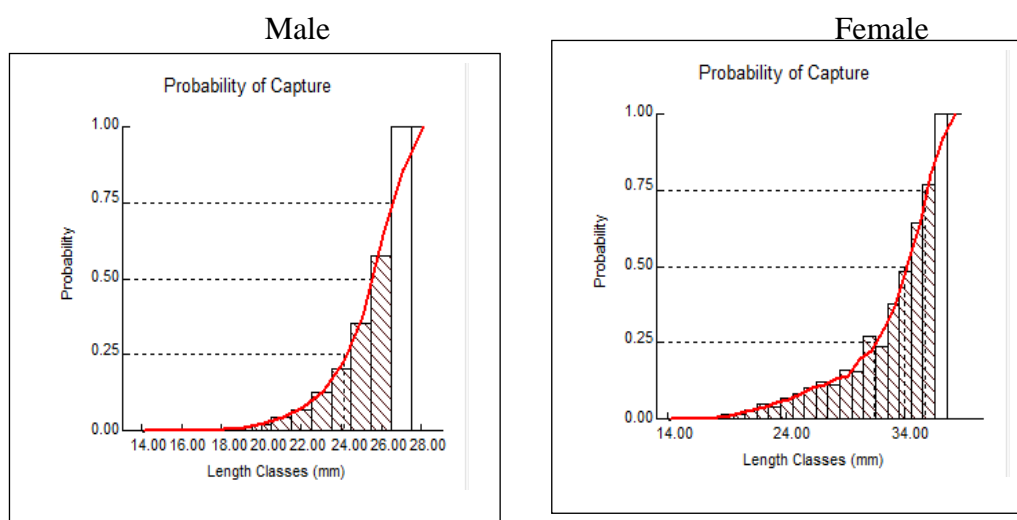 Male
Probability of Capture
1.00
0.75
0.50
0.25
0.00
Probability
14.00 16.00 18.00 20.00 22.00 24.00 26.00 28.00
Length Classes (mm)
Female
Probability of Capture
1.00
0.75
0.50
0.25
0.00
Probability
14.00 24.00 34.00
Length Classes (mm)